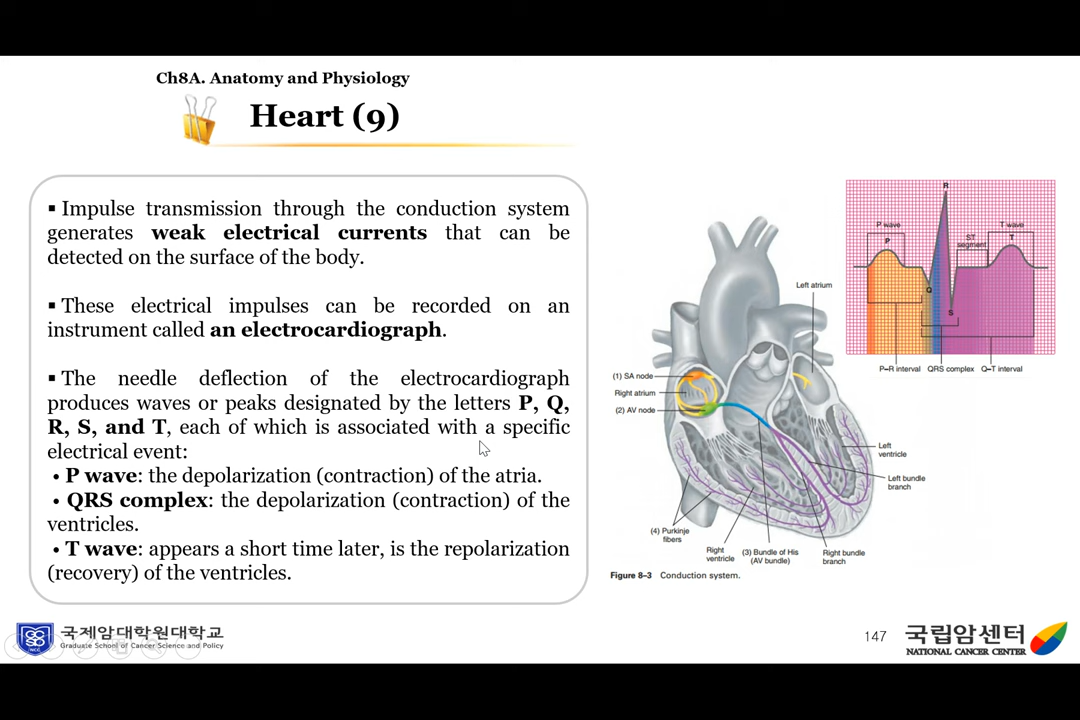 Ch8A. Anatomy and Physiology
Heart (9)
▪ Impulse transmission through the conduction system
generates weak electrical currents that can be
detected on the surface of the body.
▪ These electrical impulses can be recorded on an
instrument called an electrocardiograph.
▪ The needle deflection of the electrocardiograph
produces waves or peaks designated by the letters P, Q,
R, S, and T, each of which is associated with a specific
electrical event:
• P wave: the depolarization (contraction) of the atria.
• QRS complex: the depolarization (contraction) of the
ventricles.
• T wave: appears a short time later, is the repolarization
(recovery) of the ventricles.
R
P wave
T wave
P
ST
segment
T
Q
S
P–R interval
QRS complex
Q–T interval
Left atrium
(1) SA node
Right atrium
(2) AV node
Left
ventricle
Left bundle
branch
(4) Purkinje
fibers
Right
ventricle
(3) Bundle of His
(AV bundle)
Right bundle
branch
Figure 8–3 Conduction system.
NCC
국제암대학원대학교
Graduate School of Cancer Science and Policy
147
국립암센터
NATIONAL CANCER CENTER